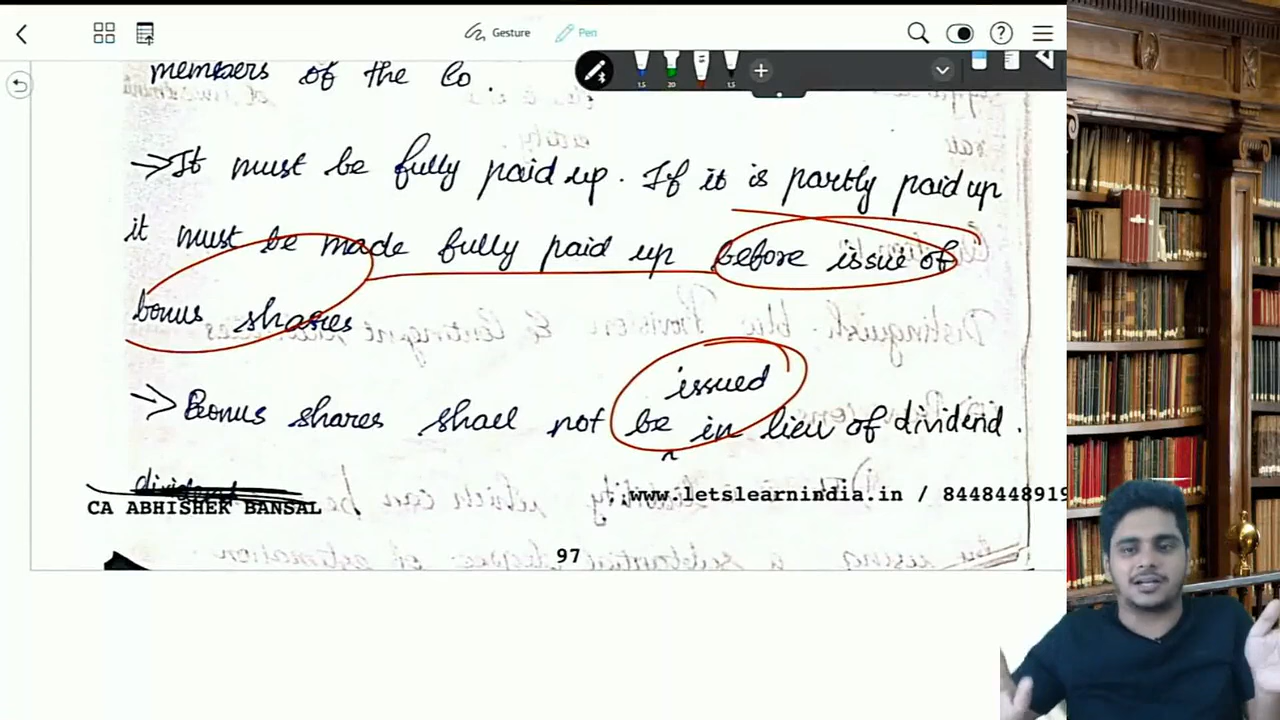 Gesture
Pen
members of the Co.
→ It must be fully paid up. If it is partly paid up
it must be made fully paid up before issue of
bonus shares
issued
→ Bonus shares shall not be in lieu of dividend.
dividend
CA ABHISHEK BANSAL
www.letslearnindia.in / 8448448919
97